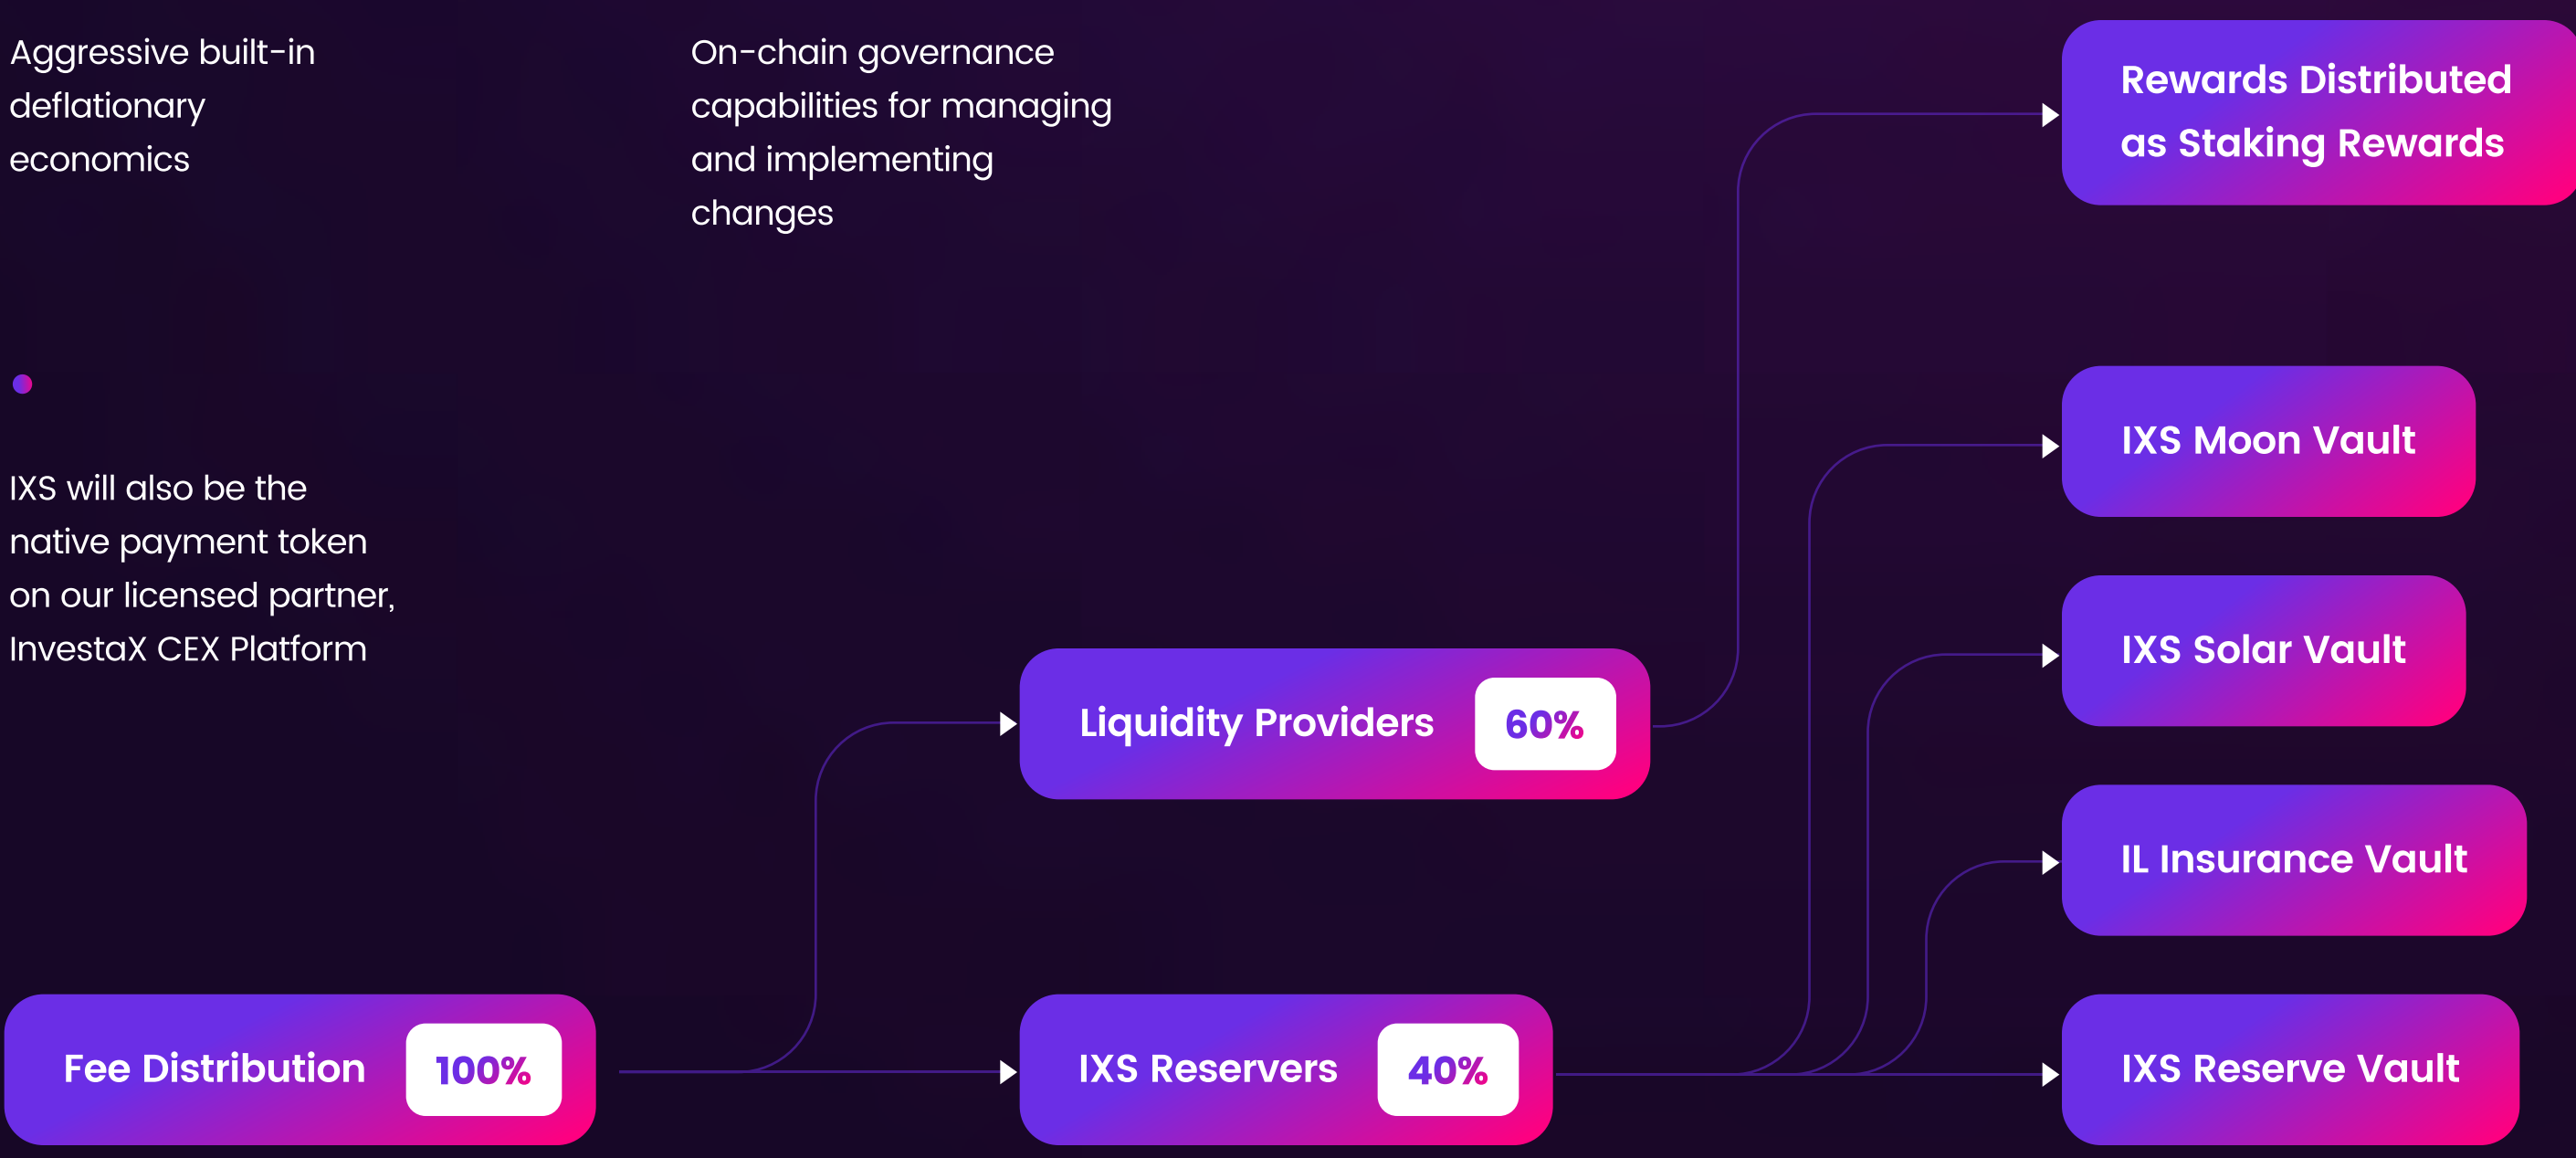 Aggressive built-in
deflationary
economics
On-chain governance
capabilities for managing
and implementing
changes
IXS will also be the
native payment token
on our licensed partner,
InvestaX CEX Platform
Fee Distribution 100%
Liquidity Providers 60%
IXS Reservers 40%
Rewards Distributed
as Staking Rewards
IXS Moon Vault
IXS Solar Vault
IL Insurance Vault
IXS Reserve Vault